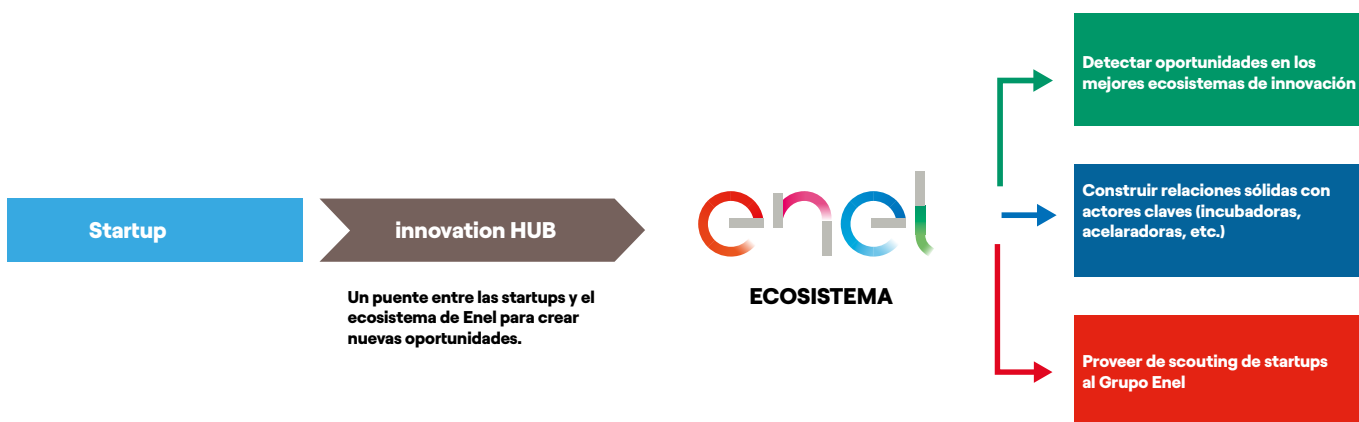 Startup
innovation HUB
Un puente entre las startups y el
ecosistema de Enel para crear
nuevas oportunidades.
enel
ECOSISTEMA
Detectar oportunidades en los
mejores ecosistemas de innovación
Construir relaciones sólidas con
actores claves (incubadoras,
acelaradoras, etc.)
Proveer de scouting de startups
al Grupo Enel